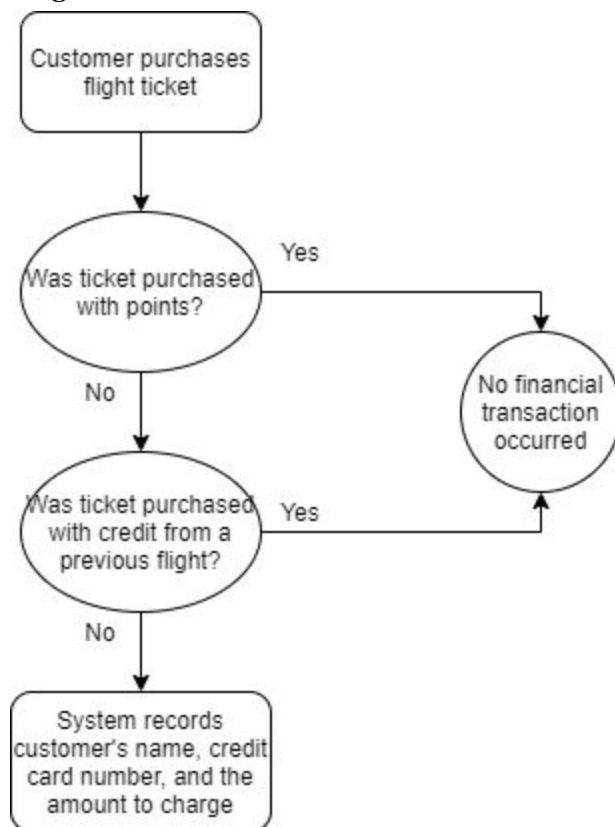 Customer purchases
flight ticket
Yes
Was ticket purchased
with points?
No financial
transaction
occurred
No
Was ticket purchased
with credit from a
previous flight?
Yes
No
System records
customer's name, credit
card number, and the
amount to charge